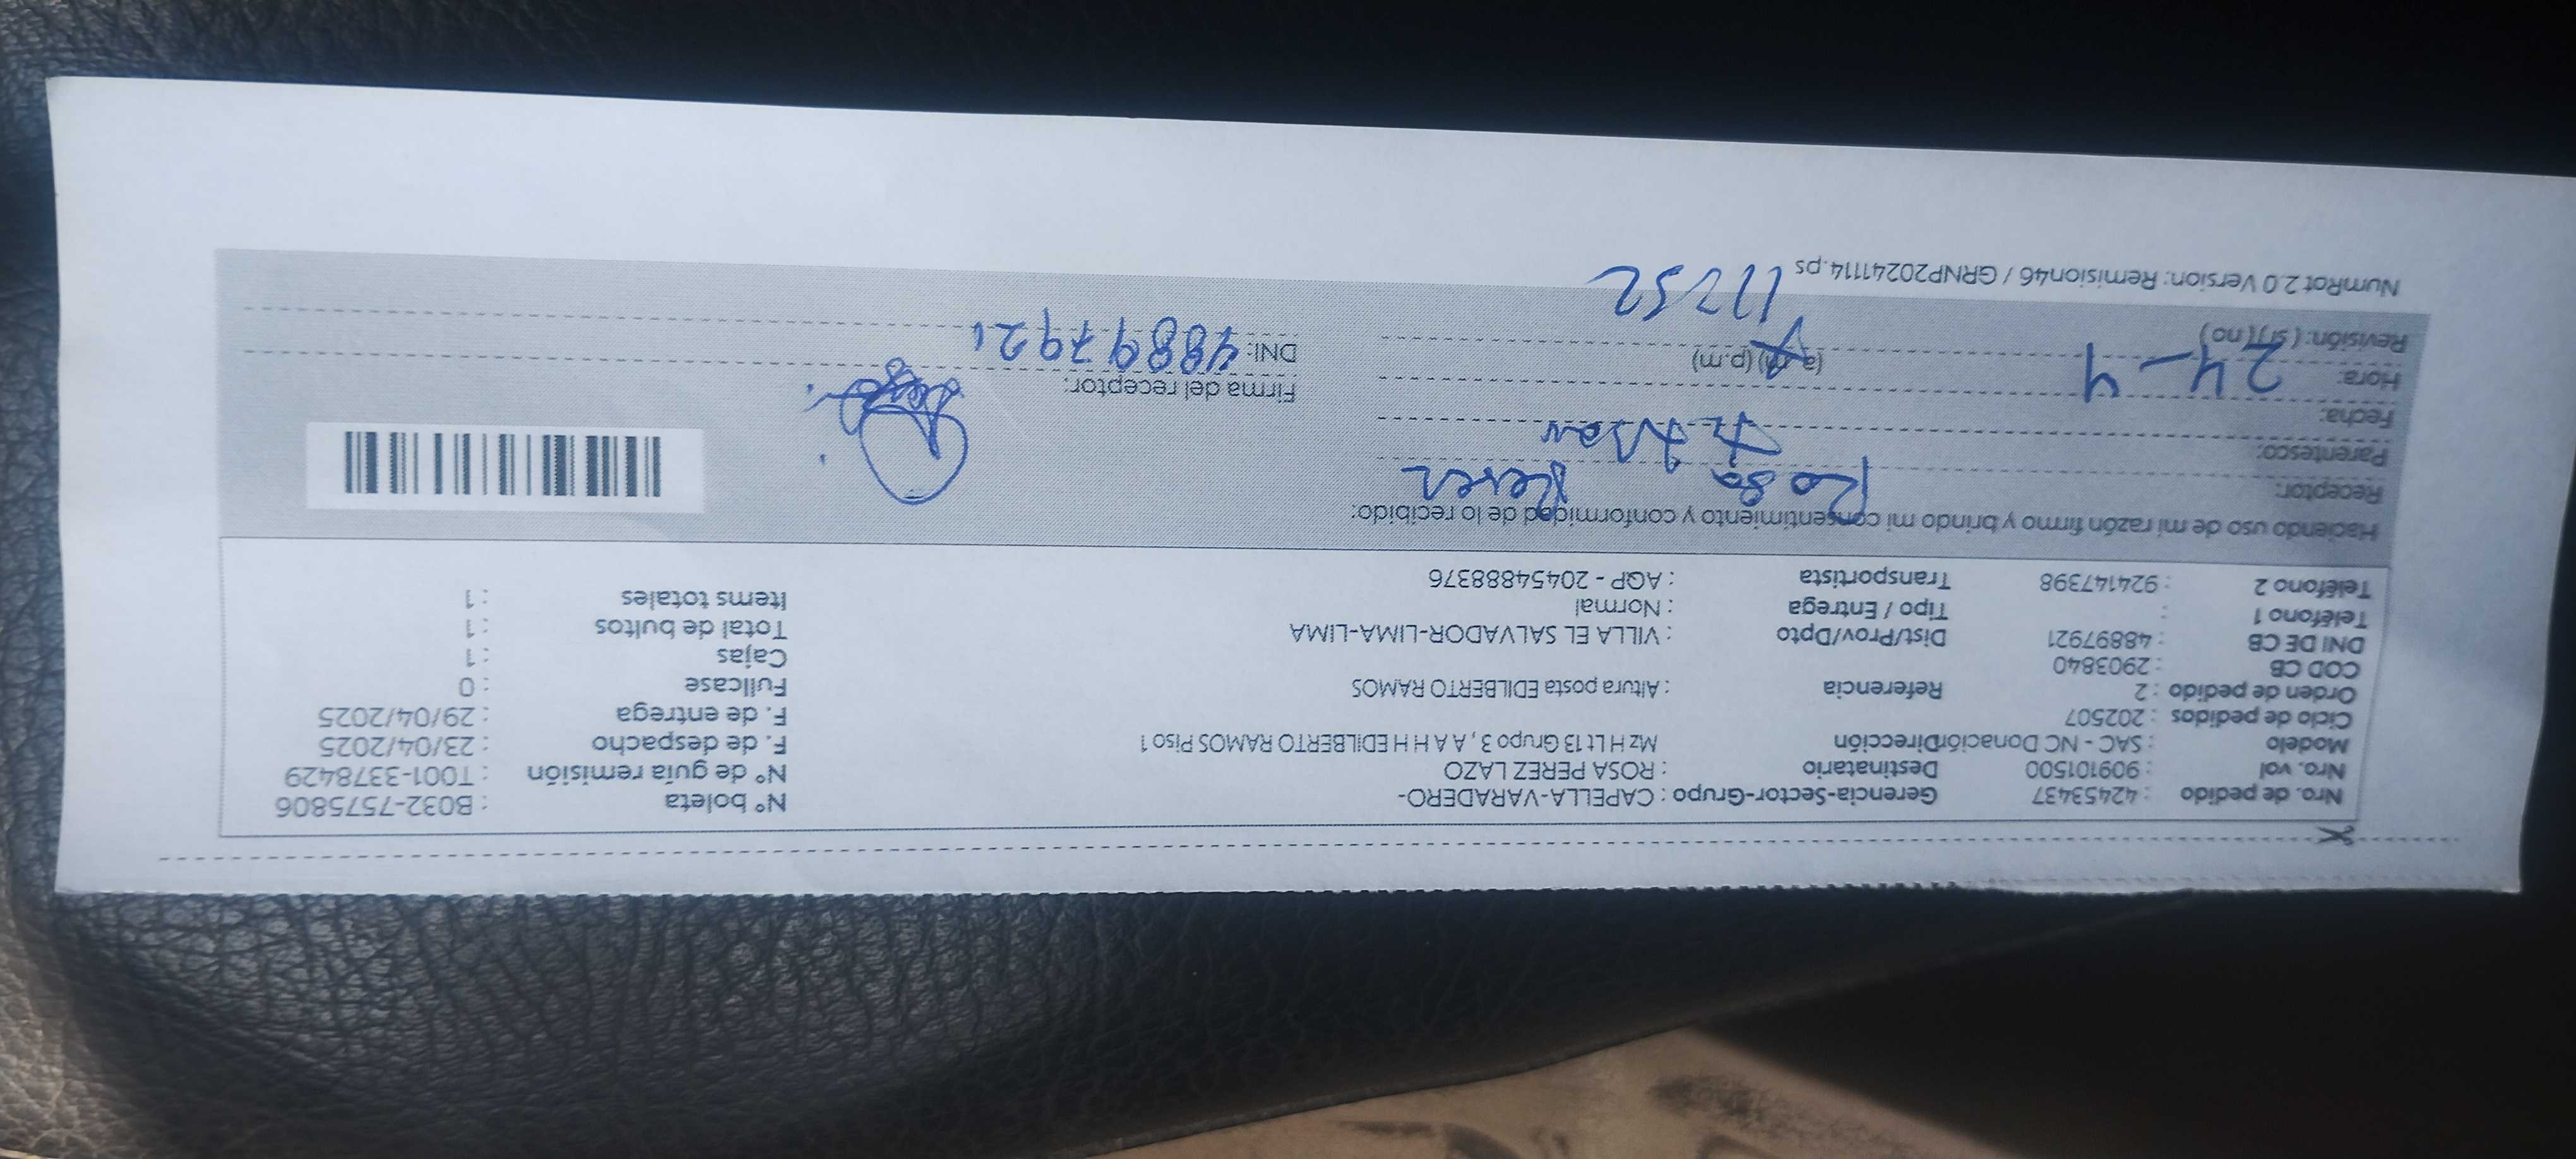 Nro. de pedido : 42453437 Gerencia-Sector-Grupo : CAPELLA-VARADERO- N° boleta : B032-7575806
Nro. vol : 909101500 Destinatario : ROSA PEREZ LAZO N° de guía remisión : T001-3378429
Modelo : SAC - NC Donación Dirección Mz H Lt 13 Grupo 3 , A A H H EDILBERTO RAMOS Piso 1 F. de despacho : 23/04/2025
Ciclo de pedidos : 202507 F. de entrega : 29/04/2025
Orden de pedido : 2 Referencia : Altura posta EDILBERTO RAMOS Fullcase : 0
COD CB : 2903840 Cajas : 1
DNI DE CB : 48897921 Dist/Prov/Dpto : VILLA EL SALVADOR-LIMA-LIMA Total de bultos : 1
Teléfono 1 : Tipo / Entrega : Normal Items totales : 1
Teléfono 2 : 924147398 Transportista : AQP - 20454888376
Haciendo uso de mi razón firmo y brindo mi consentimiento y conformidad de lo recibido:
Receptor: Rosa Perez
Parentesco: Titular
Fecha: 24-4
Hora: (a.m) (p.m) Firma del receptor:
Revisión: ( sí )( no ) DNI: 48897921
NumRot 2.0 Version: Remision46 / GRNP20241114.ps